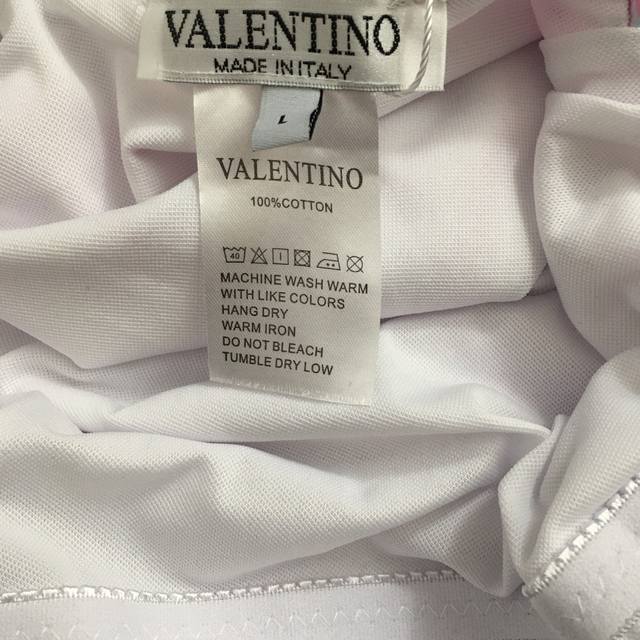 VALENTINO
MADE IN ITALY
L
VALENTINO
100%COTTON
40
MACHINE WASH WARM
WITH LIKE COLORS
HANG DRY
WARM IRON
DO NOT BLEACH
TUMBLE DRY LOW